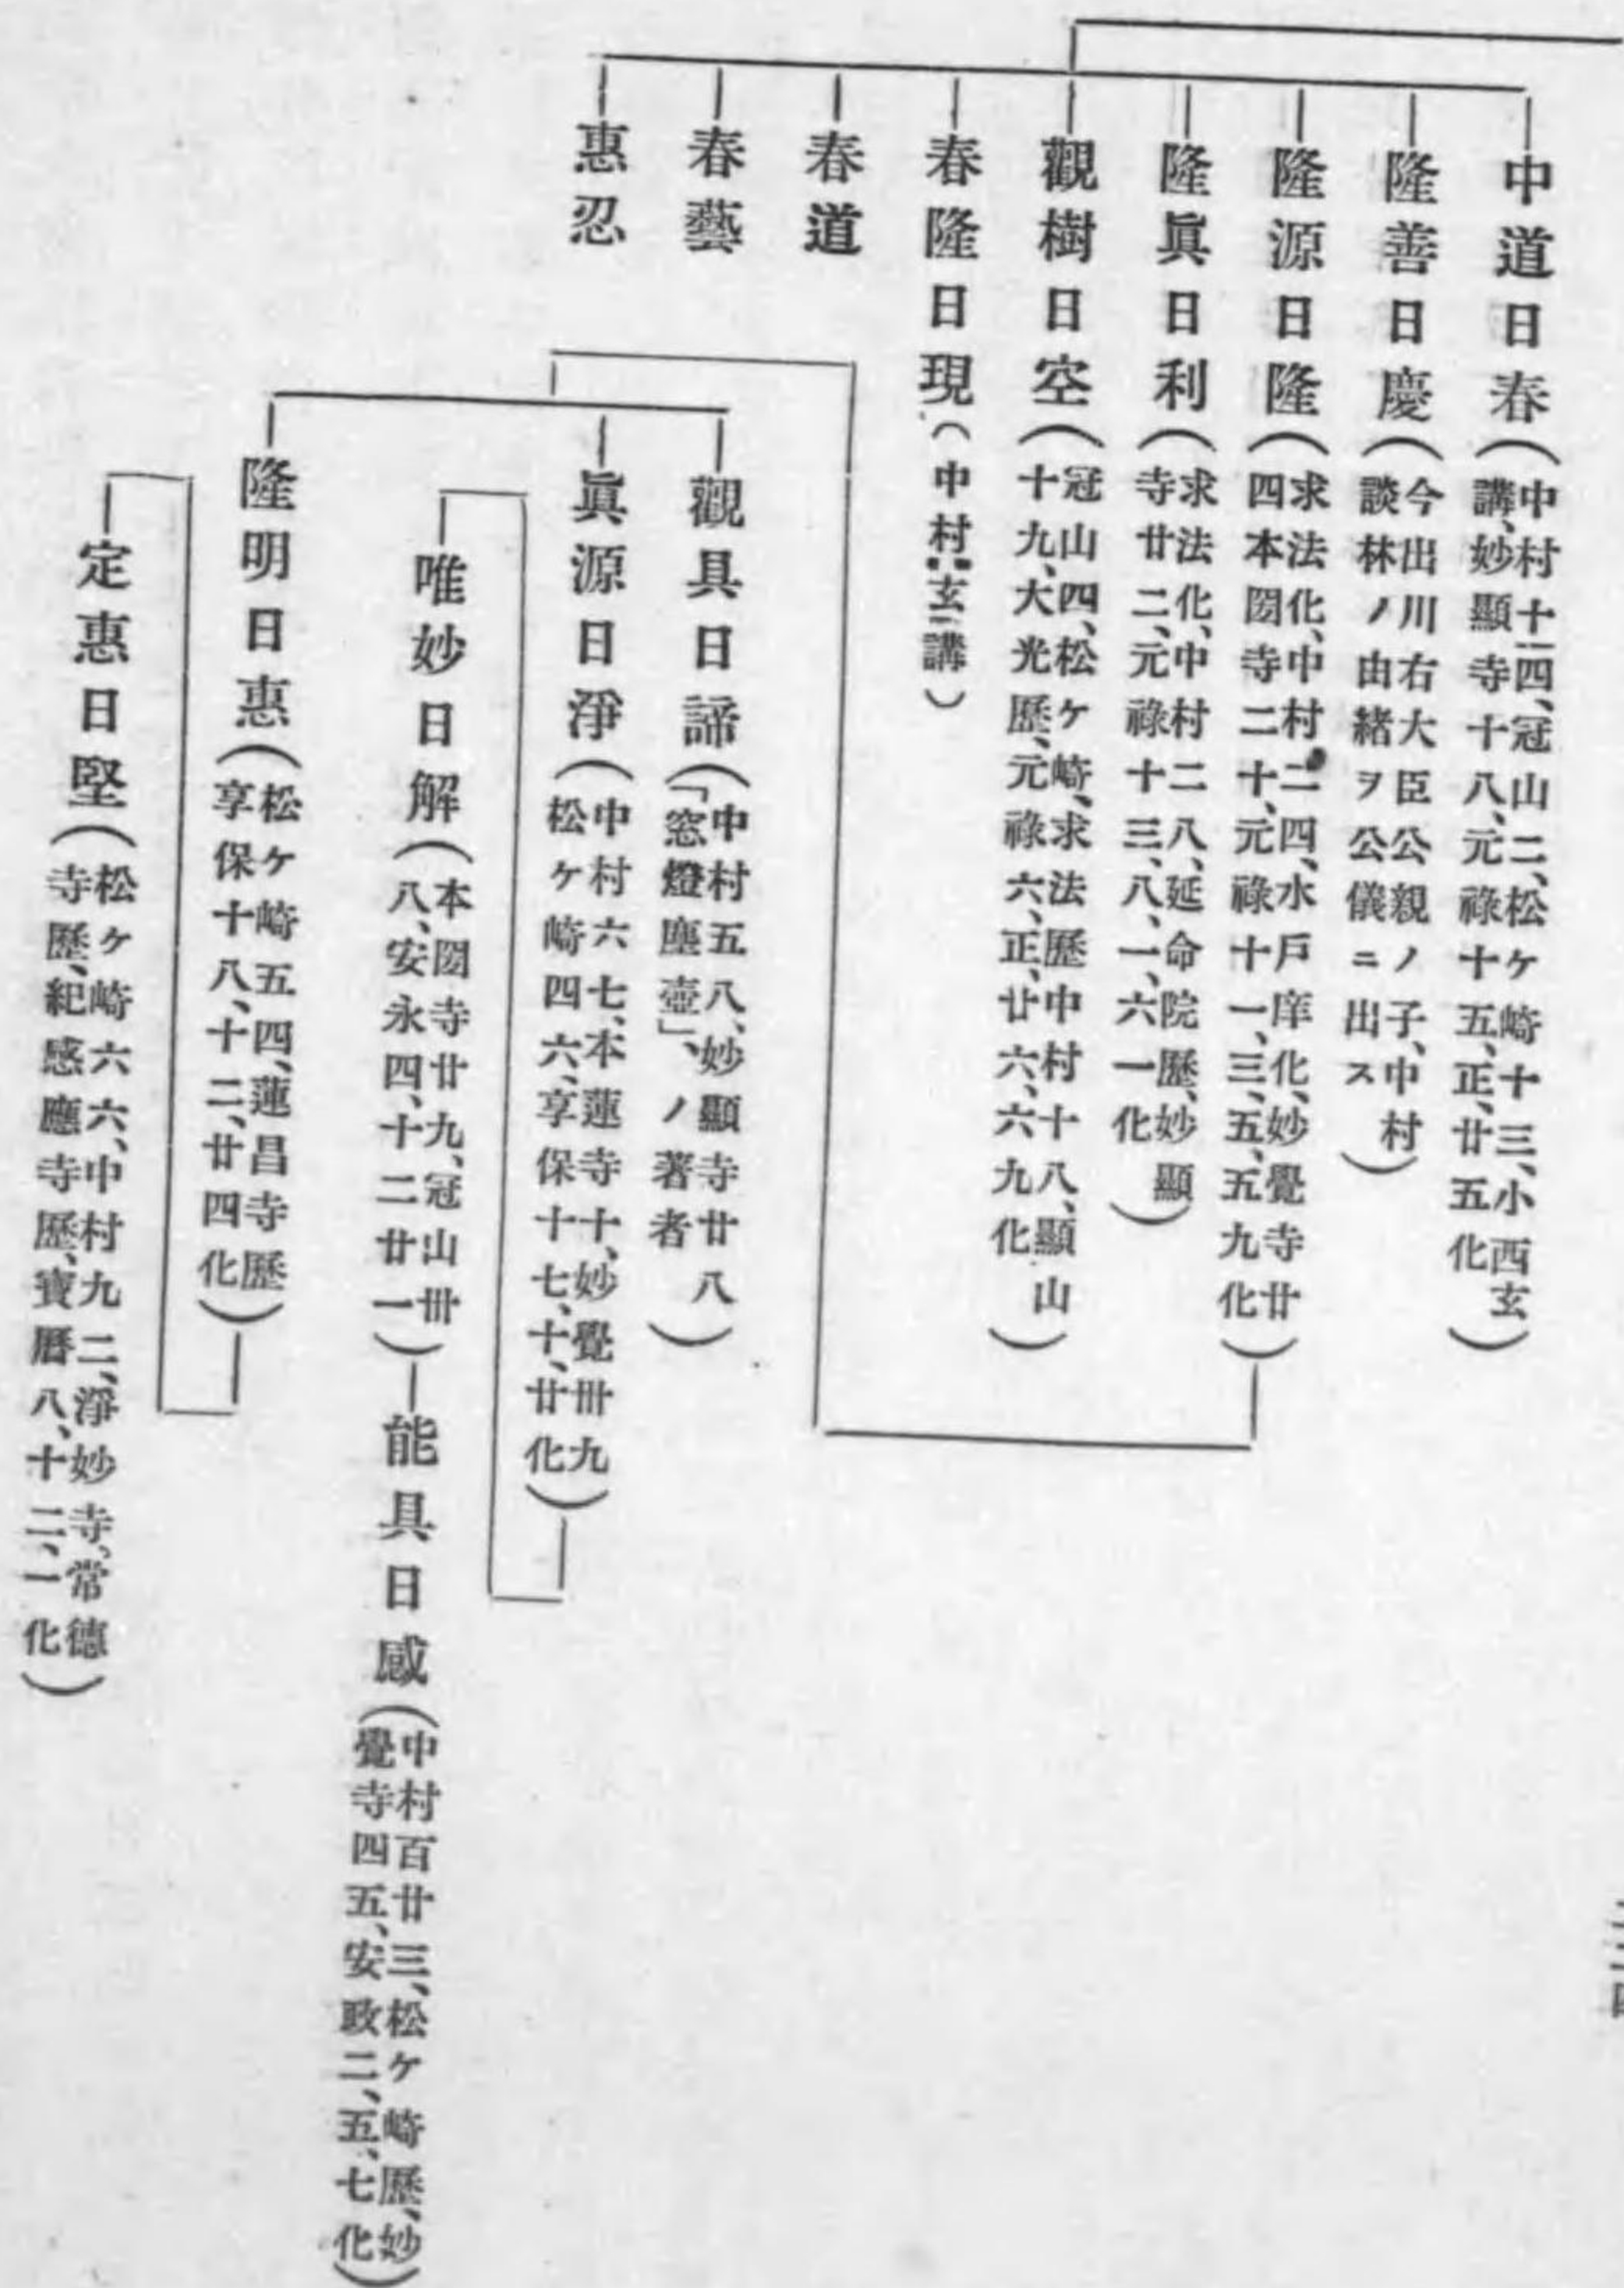 中道日春(中村十一四、冠山二、松ヶ崎十三、小西玄
講、妙顯寺十八、元祿十五、正、廿五化)
隆善日慶(今出川右大臣公親ノ子、中村
談林ノ由緒ヲ公儀ニ出ス)
隆源日隆(求法化、中村二四、水戶庠化、妙覺寺廿
四本圀寺二十、元祿十一、三、五、五九化)
隆眞日利(求法化、中村二八、延命院歷、妙顯
寺廿二、元祿十三、八、一、六一化)
觀樹日空(冠山四、松ヶ崎、求法歷中村十八、顯山
十九、大光歷、元祿六、正、廿六、六九化)
春隆日現(中村玄講)
春道
春藝
惠忍
觀具日諦(中村五八、妙顯寺廿八
「窓燈塵壺」、ノ著者)
眞源日淨(中村六七、本蓮寺十、妙覺卅九
松ヶ崎四六、享保十七、十、廿化)
唯妙日解(本圀寺廿九、冠山卅
八、安永四、十二廿一)
能具日感(中村百廿三、松ヶ崎歷、妙
覺寺四五、安政二、五、七化)
隆明日惠(松ヶ崎五四、蓮昌寺歷
享保十八、十二、廿四化)
定惠日堅(松ヶ崎六六、中村九二、淨妙寺、常德
寺歷、紀感應寺歷、寶曆八、十二、一化)